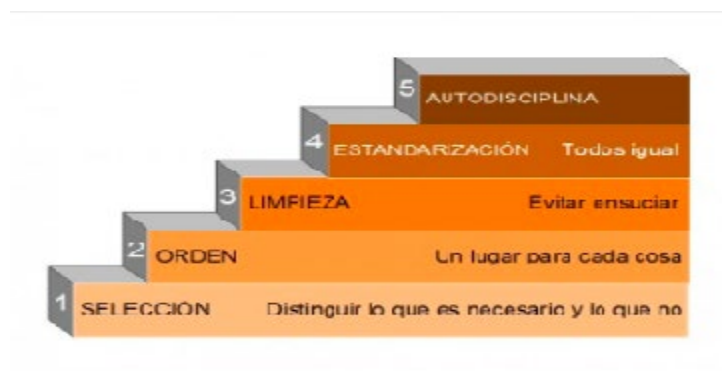 5 AUTODISCIPLINA
4 ESTANDARIZACIÓN Todos igual
3 LIMPIEZA Evitar ensuciar
2 ORDEN Un lugar para cada cosa
1 SELECCIÓN Distinguir lo que es necesario y lo que no